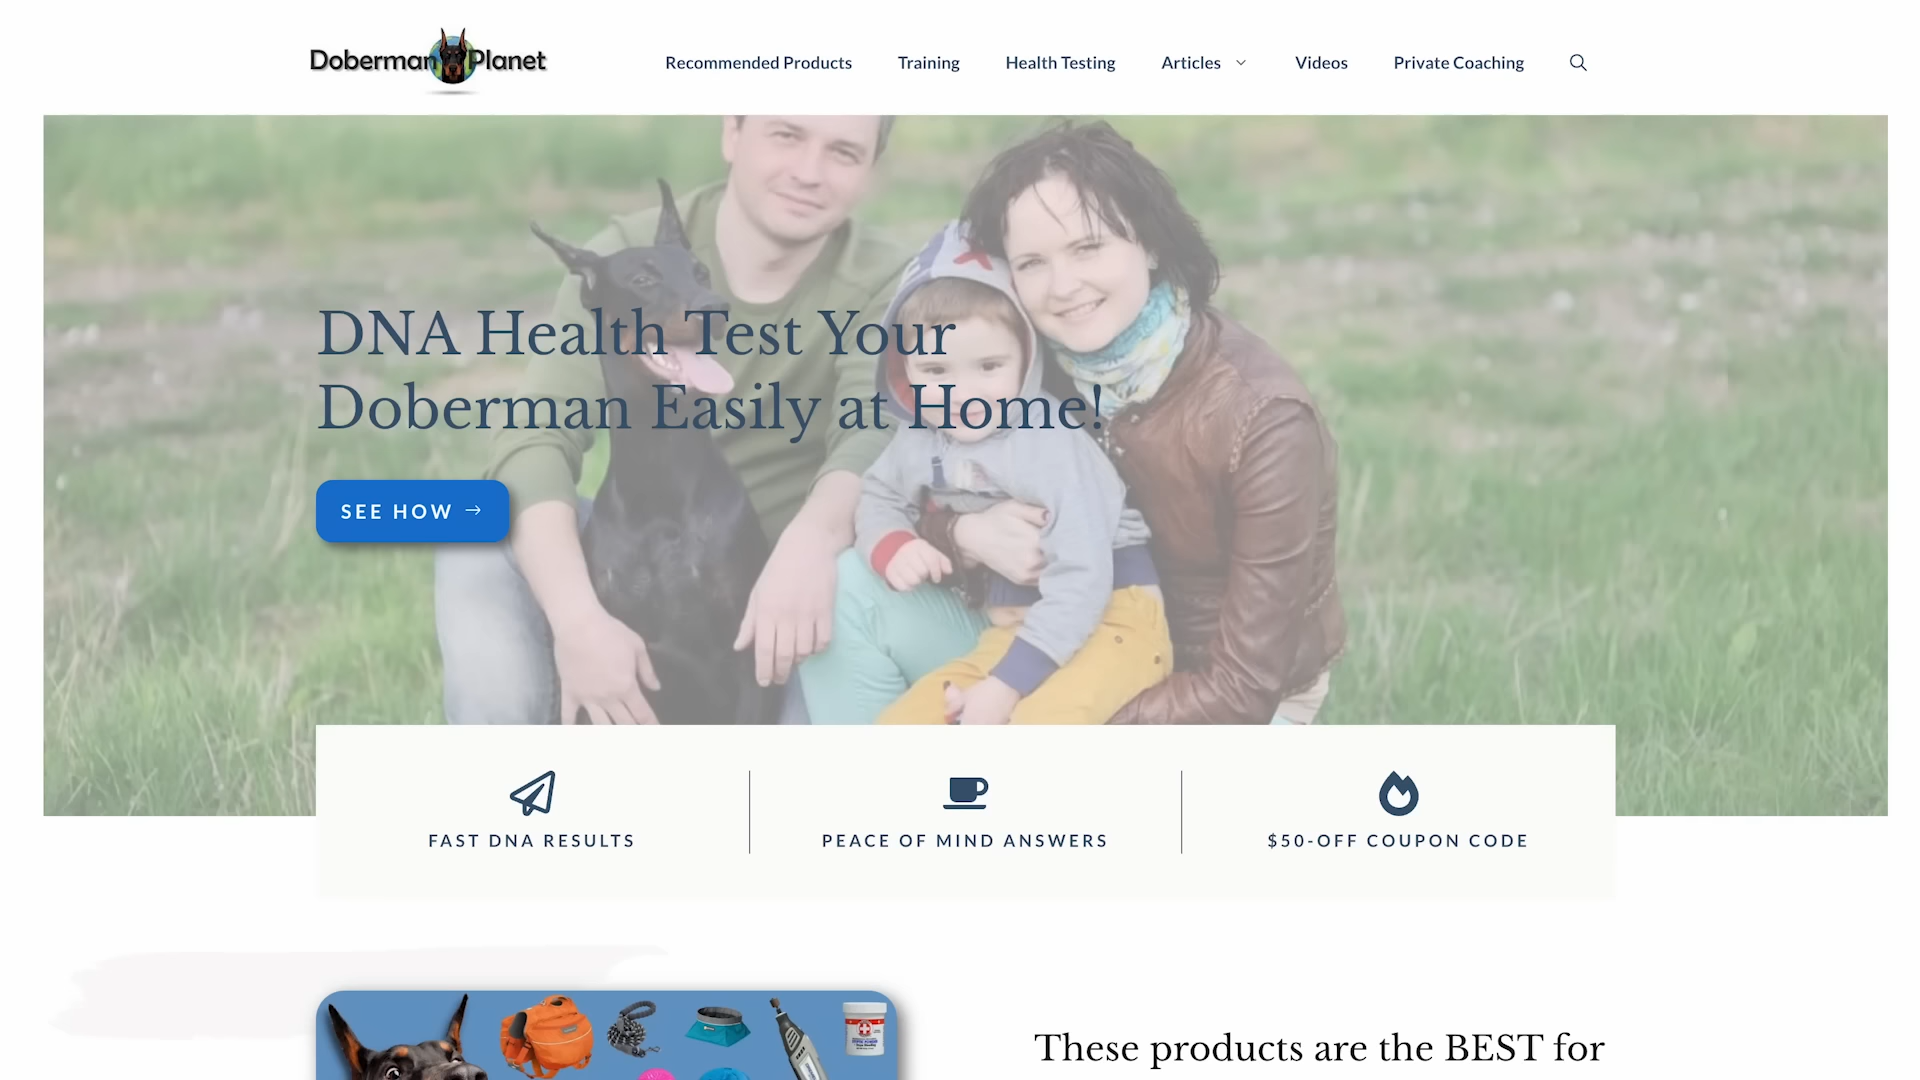 Doberman Planet
Recommended Products Training Health Testing Articles Videos Private Coaching
DNA Health Test Your
Doberman Easily at Home!
SEE HOW →
FAST DNA RESULTS
PEACE OF MIND ANSWERS
$50-OFF COUPON CODE
These products are the BEST for